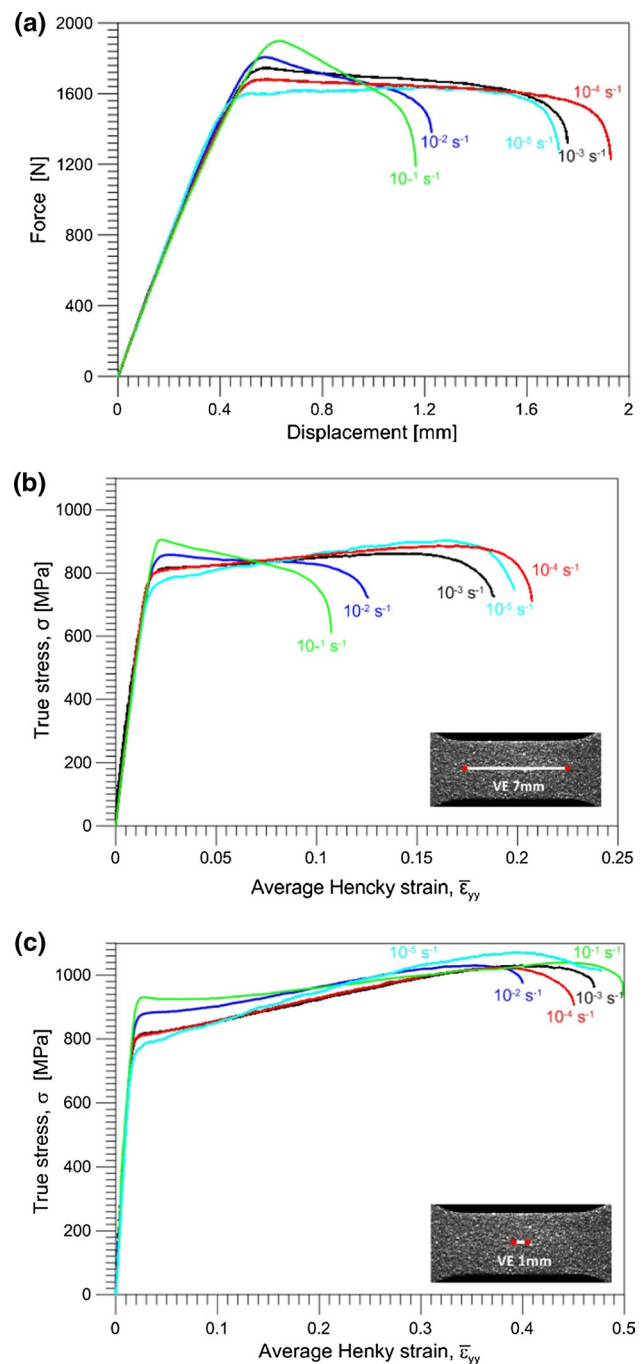 (a)
2000
1600
1200
800
400
0
Force [N]
10-⁴ s-¹
10-² s-¹
10-⁵ s-¹
10-³ s-¹
10-¹ s-¹
0 0.4 0.8 1.2 1.6 2
Displacement [mm]
(b)
1000
800
600
400
200
0
True stress, σ [MPa]
10-⁴ s-¹
10-³ s-¹
10-⁵ s-¹
10-² s-¹
10-¹ s-¹
VE 7mm
0 0.05 0.1 0.15 0.2 0.25
Average Hencky strain, ε̅yy
(c)
10-⁵ s-¹
10-¹ s-¹
1000
800
600
400
200
0
True stress, σ [MPa]
10-² s-¹
10-³ s-¹
10-⁴ s-¹
VE 1mm
0 0.1 0.2 0.3 0.4 0.5
Average Henky strain, ε̅yy